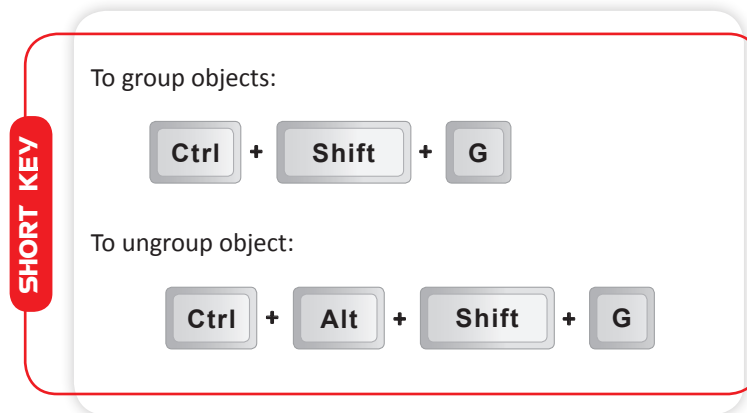 SHORT KEY
To group objects:
Ctrl + Shift + G
To ungroup object:
Ctrl + Alt + Shift + G